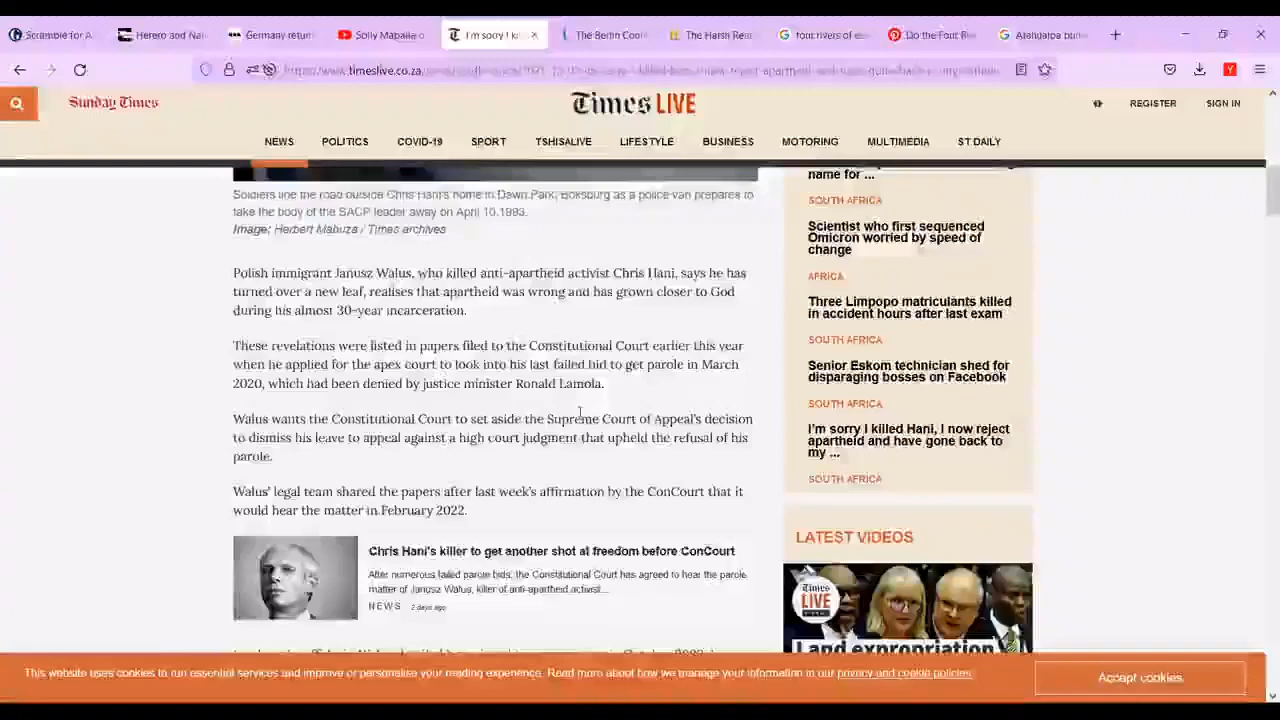 Scramble for A
Herero and Na
Germany return
Solly Mapaila o
I'm sorry I k
The Berlin Con
The Harsh Rea
four rivers of e
Do the Four Riv
Atahualpa
Sunday Times
Times LIVE
REGISTER
SIGN IN
NEWS
POLITICS
COVID-19
SPORT
TSHISALIVE
LIFESTYLE
BUSINESS
MOTORING
MULTIMEDIA
ST DAILY
Soldiers line the road outside Chris Hani's home in Dawn Park, Boksburg as a police van prepares to
take the body of the SACP leader away on April 10.1993.
Image: Herbert Mabuza / Times archives
Polish immigrant Janusz Walus, who killed anti-apartheid activist Chris Hani, says he has
turned over a new leaf, realises that apartheid was wrong and has grown closer to God
during his almost 30-year incarceration.
These revelations were listed in papers filed to the Constitutional Court earlier this year
when he applied for the apex court to look into his last failed bid to get parole in March
2020, which had been denied by justice minister Ronald Lamola.
Walus wants the Constitutional Court to set aside the Supreme Court of Appeal's decision
to dismiss his leave to appeal against a high court judgment that upheld the refusal of his
parole.
Walus' legal team shared the papers after last week's affirmation by the ConCourt that it
would hear the matter in February 2022.
Chris Hani's killer to get another shot at freedom before ConCourt
After numerous failed parole bids, the Constitutional Court has agreed to hear the parole
matter of Janusz Walus, killer of anti-apartheid activist...
NEWS 2 days ago
name for ...
SOUTH AFRICA
Scientist who first sequenced
Omicron worried by speed of
change
AFRICA
Three Limpopo matriculants killed
in accident hours after last exam
SOUTH AFRICA
Senior Eskom technician shed for
disparaging bosses on Facebook
SOUTH AFRICA
I'm sorry I killed Hani, I now reject
apartheid and have gone back to
my ...
SOUTH AFRICA
LATEST VIDEOS
Times
LIVE
Land expropriation
This website uses cookies to run essential services and improve or personalise your reading experience. Read more about how we manage your information in our privacy and cookie policies.
Accept cookies